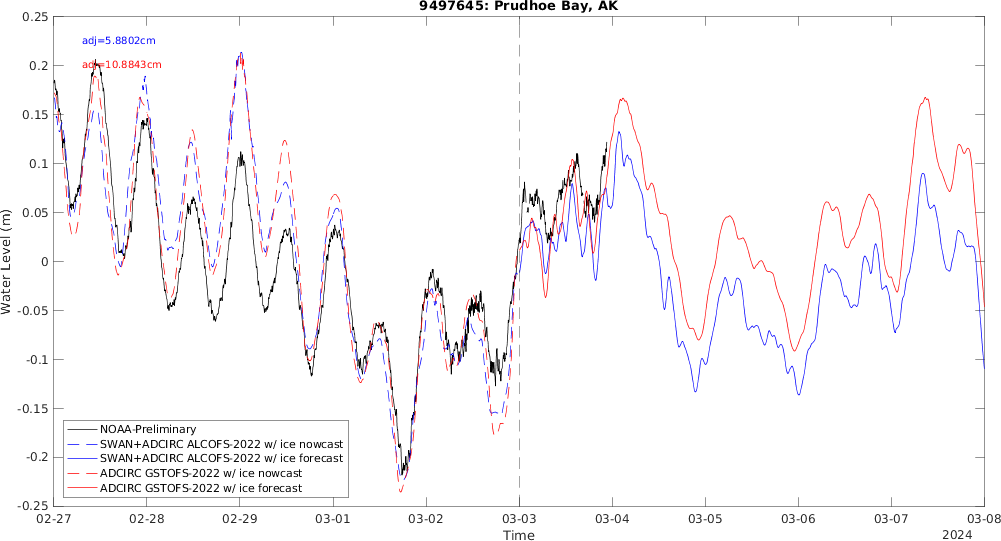 9497645: Prudhoe Bay, AK
0.25
adj=5.8802cm
0.2
adj=10.8843cm
0.15
0.1
0.05
0
-0.05
-0.1
-0.15
-0.2
-0.25
Water Level (m)
NOAA-Preliminary
SWAN+ADCIRC ALCOFS-2022 w/ ice nowcast
SWAN+ADCIRC ALCOFS-2022 w/ ice forecast
ADCIRC GSTOFS-2022 w/ ice nowcast
ADCIRC GSTOFS-2022 w/ ice forecast
02-27 02-28 02-29 03-01 03-02 03-03 03-04 03-05 03-06 03-07 03-08
Time
2024